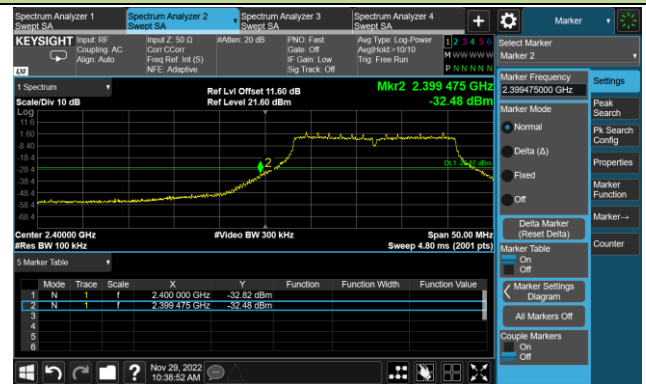 Spectrum Analyzer 1
Swept SA
Spectrum Analyzer 2
Swept SA
Spectrum Analyzer 3
Swept SA
Spectrum Analyzer 4
Swept SA
Marker
KEYSIGHT
Input: RF
Coupling: AC
Align: Auto
Input Z: 50 Ω
Corr CCorr
Freq Ref: Int (S)
NFE: Adaptive
#Atten: 20 dB
PNO: Fast
Gate: Off
IF Gain: Low
Sig Track: Off
Avg Type: Log-Power
Avg|Hold:>10/10
Trig: Free Run
1 2 3 4 5 6
M W W W W W
P N N N N N
LXI
Select Marker
Marker 2
1 Spectrum
Scale/Div 10 dB
Log
Ref Lvl Offset 11.60 dB
Ref Level 21.60 dBm
Mkr2 2.399 475 GHz
-32.48 dBm
11.6
1.60
-8.40
-18.4
-28.4
-38.4
-48.4
-58.4
-68.4
2
Center 2.40000 GHz
#Res BW 100 kHz
#Video BW 300 kHz
Span 50.00 MHz
Sweep 4.80 ms (2001 pts)
5 Marker Table
Mode Trace Scale X Y Function Function Width Function Value
1 N 1 f 2.400 000 GHz -32.82 dBm
2 N 1 f 2.399 475 GHz -32.48 dBm
3
4
5
6
Nov 29, 2022
10:38:52 AM
Marker Frequency
2.399475000 GHz
Marker Mode
Normal
Delta (Δ)
Fixed
Off
Delta Marker
(Reset Delta)
Marker Table
On
Off
Marker Settings
Diagram
All Markers Off
Couple Markers
On
Off
Settings
Peak
Search
Pk Search
Config
Properties
Marker
Function
Marker→
Counter